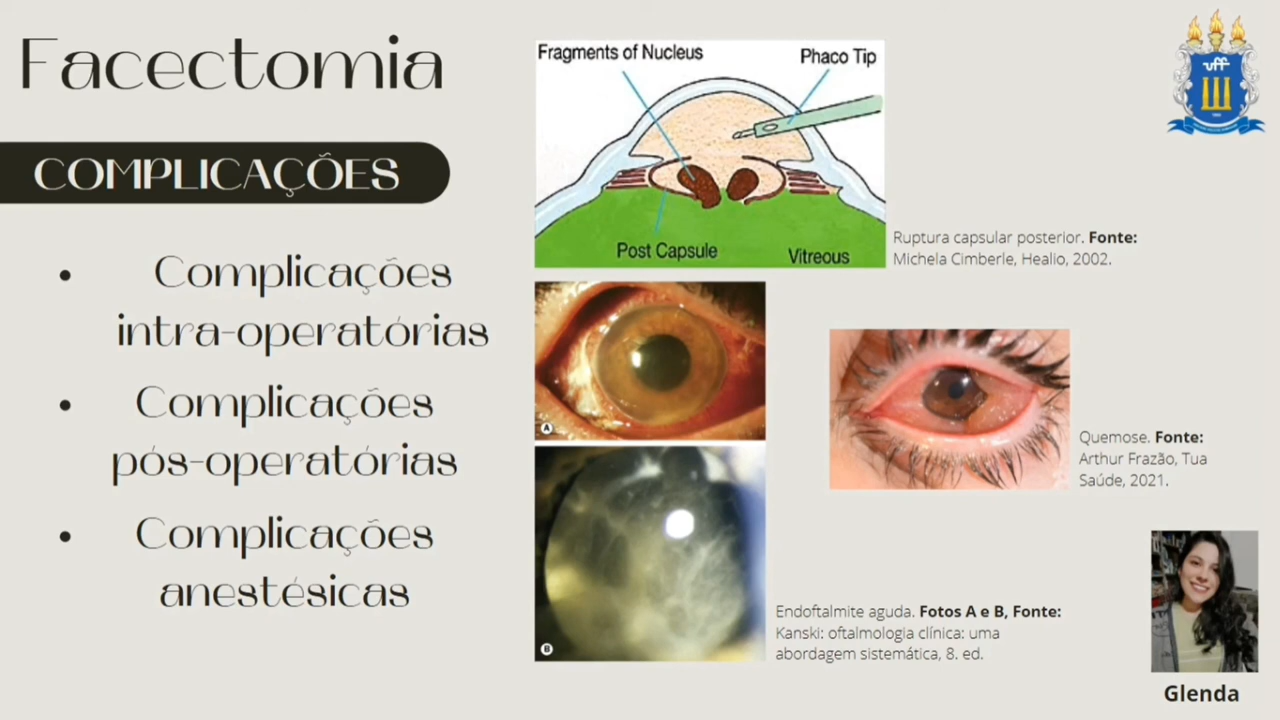 Facectomia
COMPLICAÇÕES
• Complicações
intra-operatórias
• Complicações
pós-operatórias
• Complicações
anestésicas
Fragments of Nucleus
Phaco Tip
Post Capsule
Vitreous
Ruptura capsular posterior. Fonte:
Michela Cimberle, Healio, 2002.
A
B
Quemose. Fonte:
Arthur Frazão, Tua
Saúde, 2021.
Endoftalmite aguda. Fotos A e B, Fonte:
Kanski: oftalmologia clínica: uma
abordagem sistemática, 8. ed.
uff
Glenda